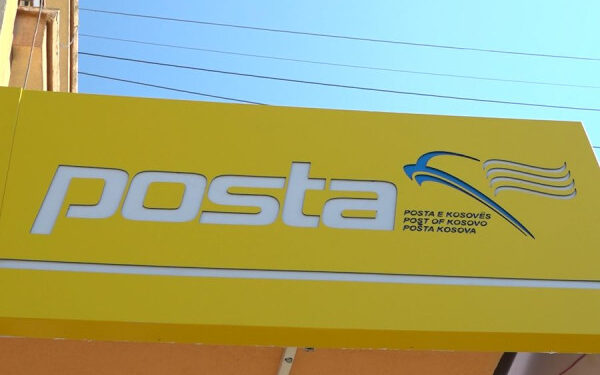 posta
POSTA E KOSOVËS
POST OF KOSOVO
POŠTA KOSOVA